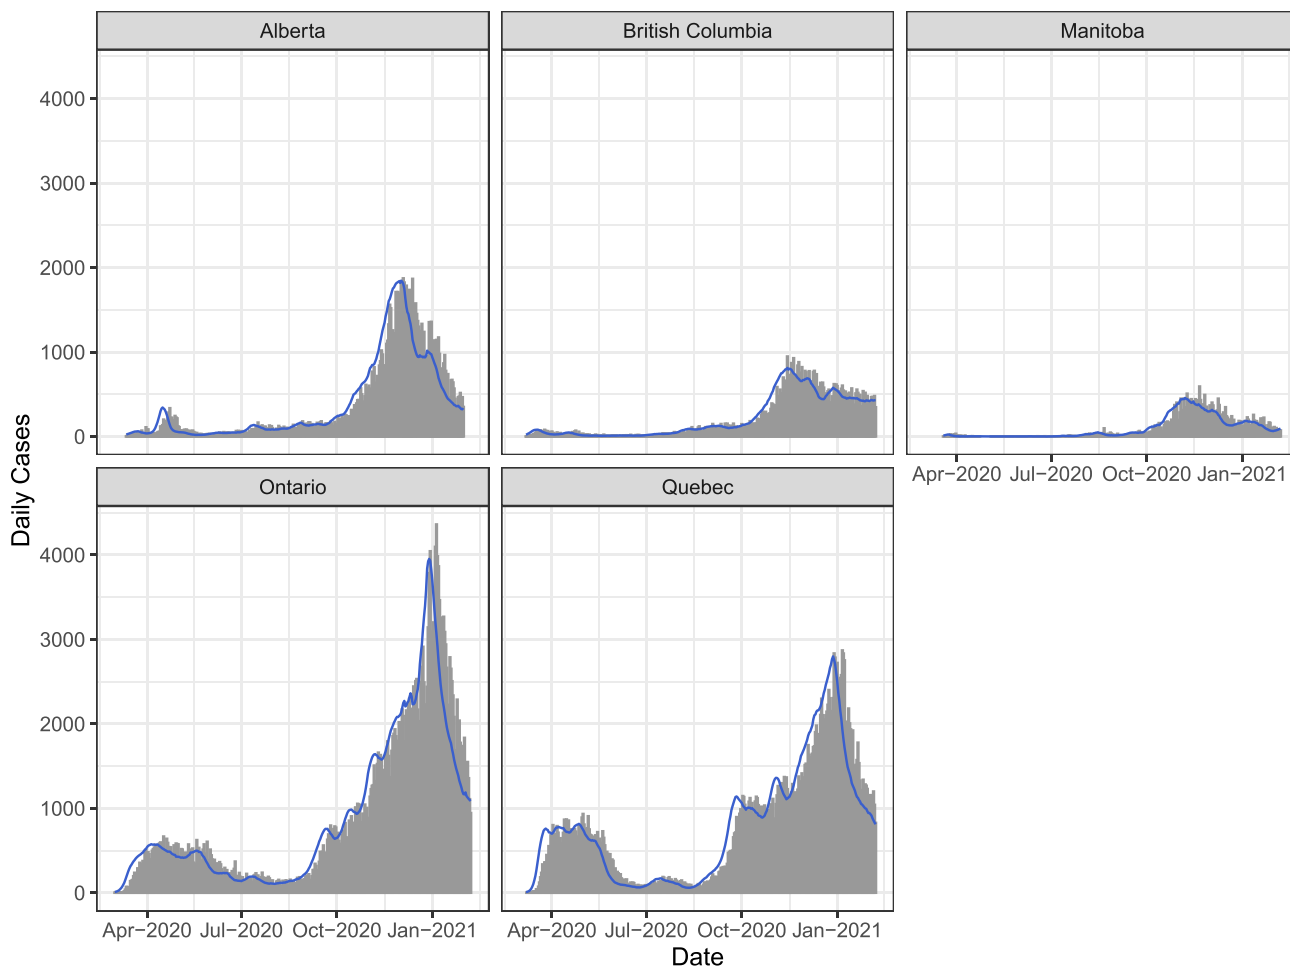 Alberta
British Columbia
Manitoba
4000
3000
2000
1000
0
Apr−2020 Jul−2020 Oct−2020 Jan−2021
Daily Cases
Ontario
Quebec
4000
3000
2000
1000
0
Apr−2020 Jul−2020 Oct−2020 Jan−2021
Apr−2020 Jul−2020 Oct−2020 Jan−2021
Date